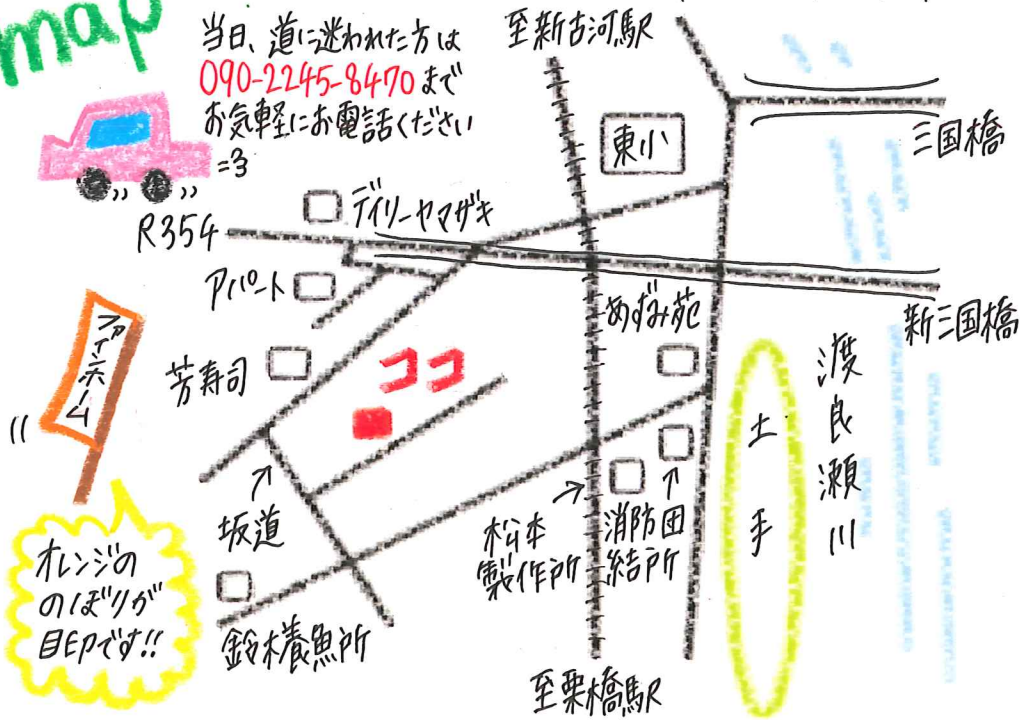 map
当日、道に迷われた方は
090-2245-8470まで
お気軽にお電話ください
至新古河駅
東小
三国橋
デイリーヤマザキ
R354
アパート
あずみ苑
新三国橋
ファインホーム
芳寿司
ココ
渡良瀬川
土手
坂道
松本
製作所
消防団
結所
オレンジの
のぼりが
目印です!!
鈴木養魚所
至栗橋駅